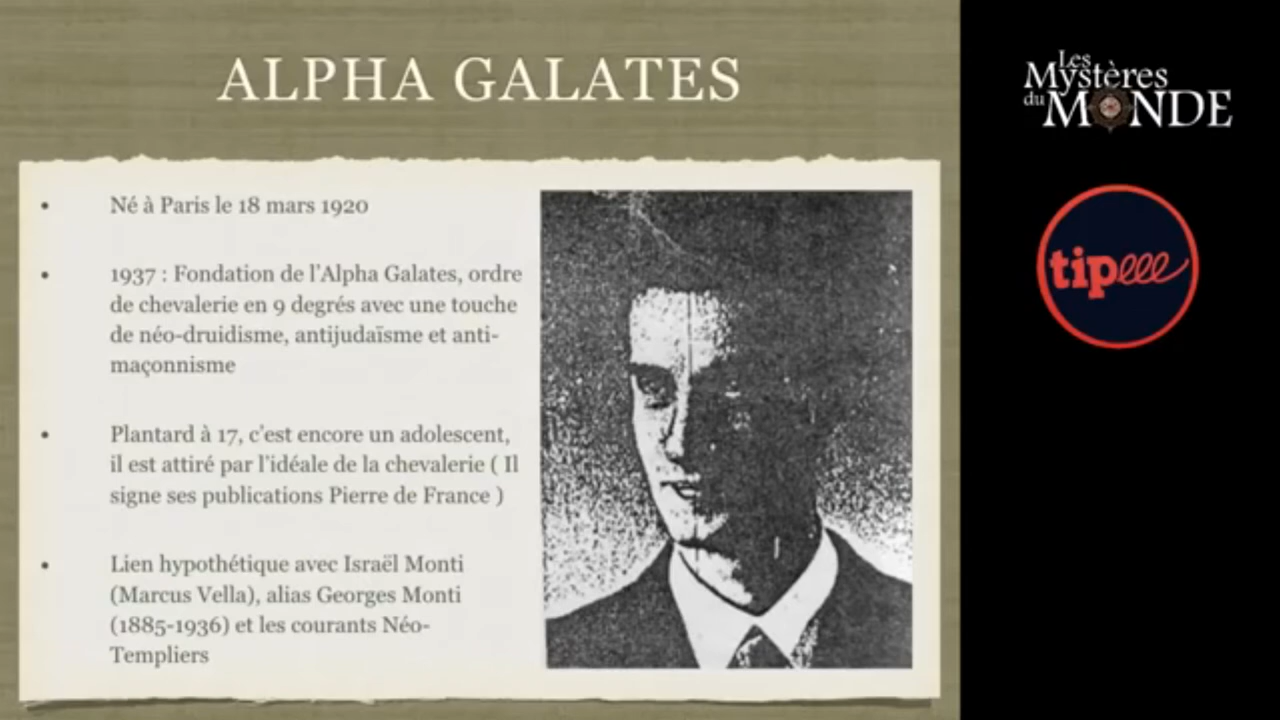 ALPHA GALATES
• Né à Paris le 18 mars 1920
• 1937 : Fondation de l'Alpha Galates, ordre
de chevalerie en 9 degrés avec une touche
de néo-druidisme, antijudaïsme et anti-
maçonnisme
• Plantard à 17, c'est encore un adolescent,
il est attiré par l'idéale de la chevalerie ( Il
signe ses publications Pierre de France )
• Lien hypothétique avec Israël Monti
(Marcus Vella), alias Georges Monti
(1885-1936) et les courants Néo-
Templiers
Les
Mystères
du MONDE
tipeee